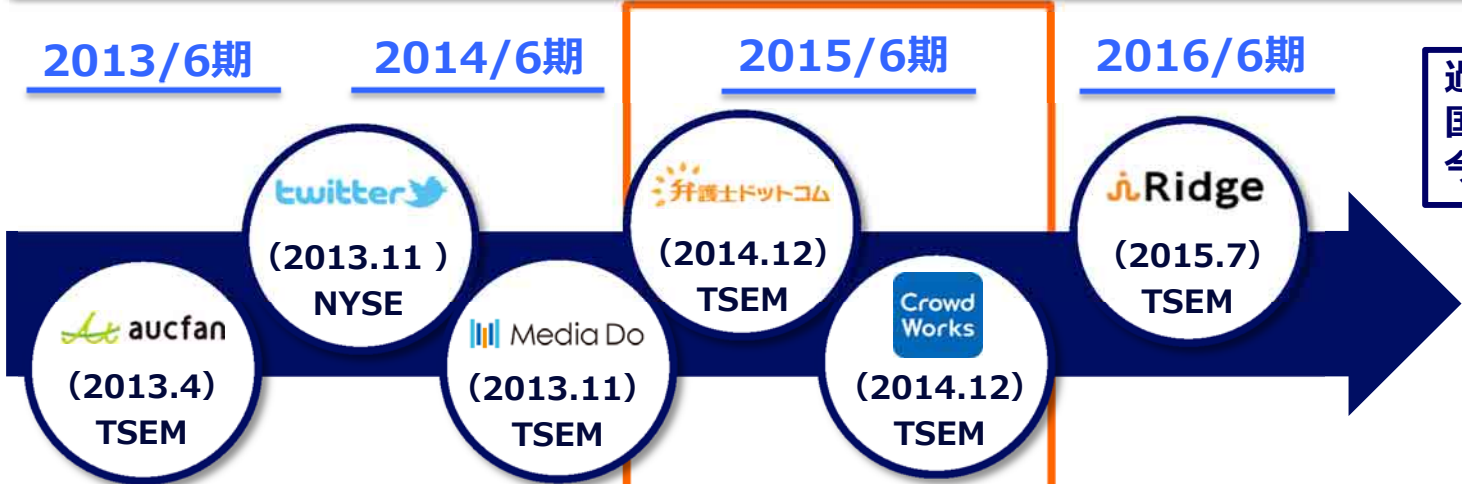 2013/6期
2014/6期
2015/6期
2016/6期
twitter
(2013.11 )
NYSE
弁護士ドットコム
(2014.12)
TSEM
Ridge
(2015.7)
TSEM
aucfan
(2013.4)
TSEM
Media Do
(2013.11)
TSEM
Crowd
Works
(2014.12)
TSEM
国